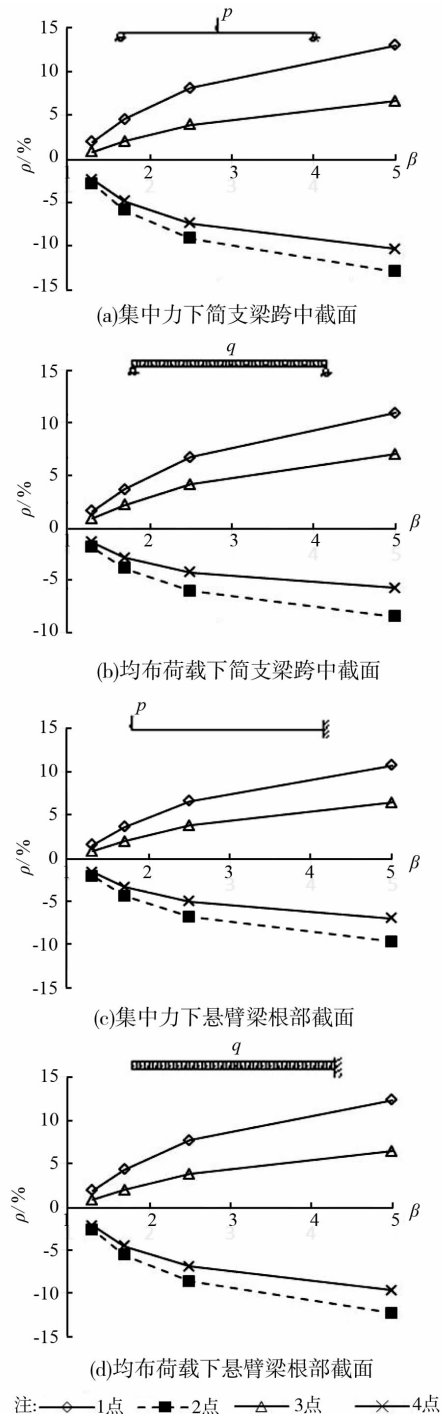 p
15
10
5
0
-5
-10
-15
ρ/%
1 2 3 4 5 β
(a)集中力下简支梁跨中截面
q
15
10
5
0
-5
-10
ρ/%
1 2 3 4 5 β
(b)均布荷载下简支梁跨中截面
p
15
10
5
0
-5
-10
-15
ρ/%
1 2 3 4 5 β
(c)集中力下悬臂梁根部截面
q
15
10
5
0
-5
-10
-15
ρ/%
1 2 3 4 5 β
(d)均布荷载下悬臂梁根部截面
注: 1点 2点 3点 4点